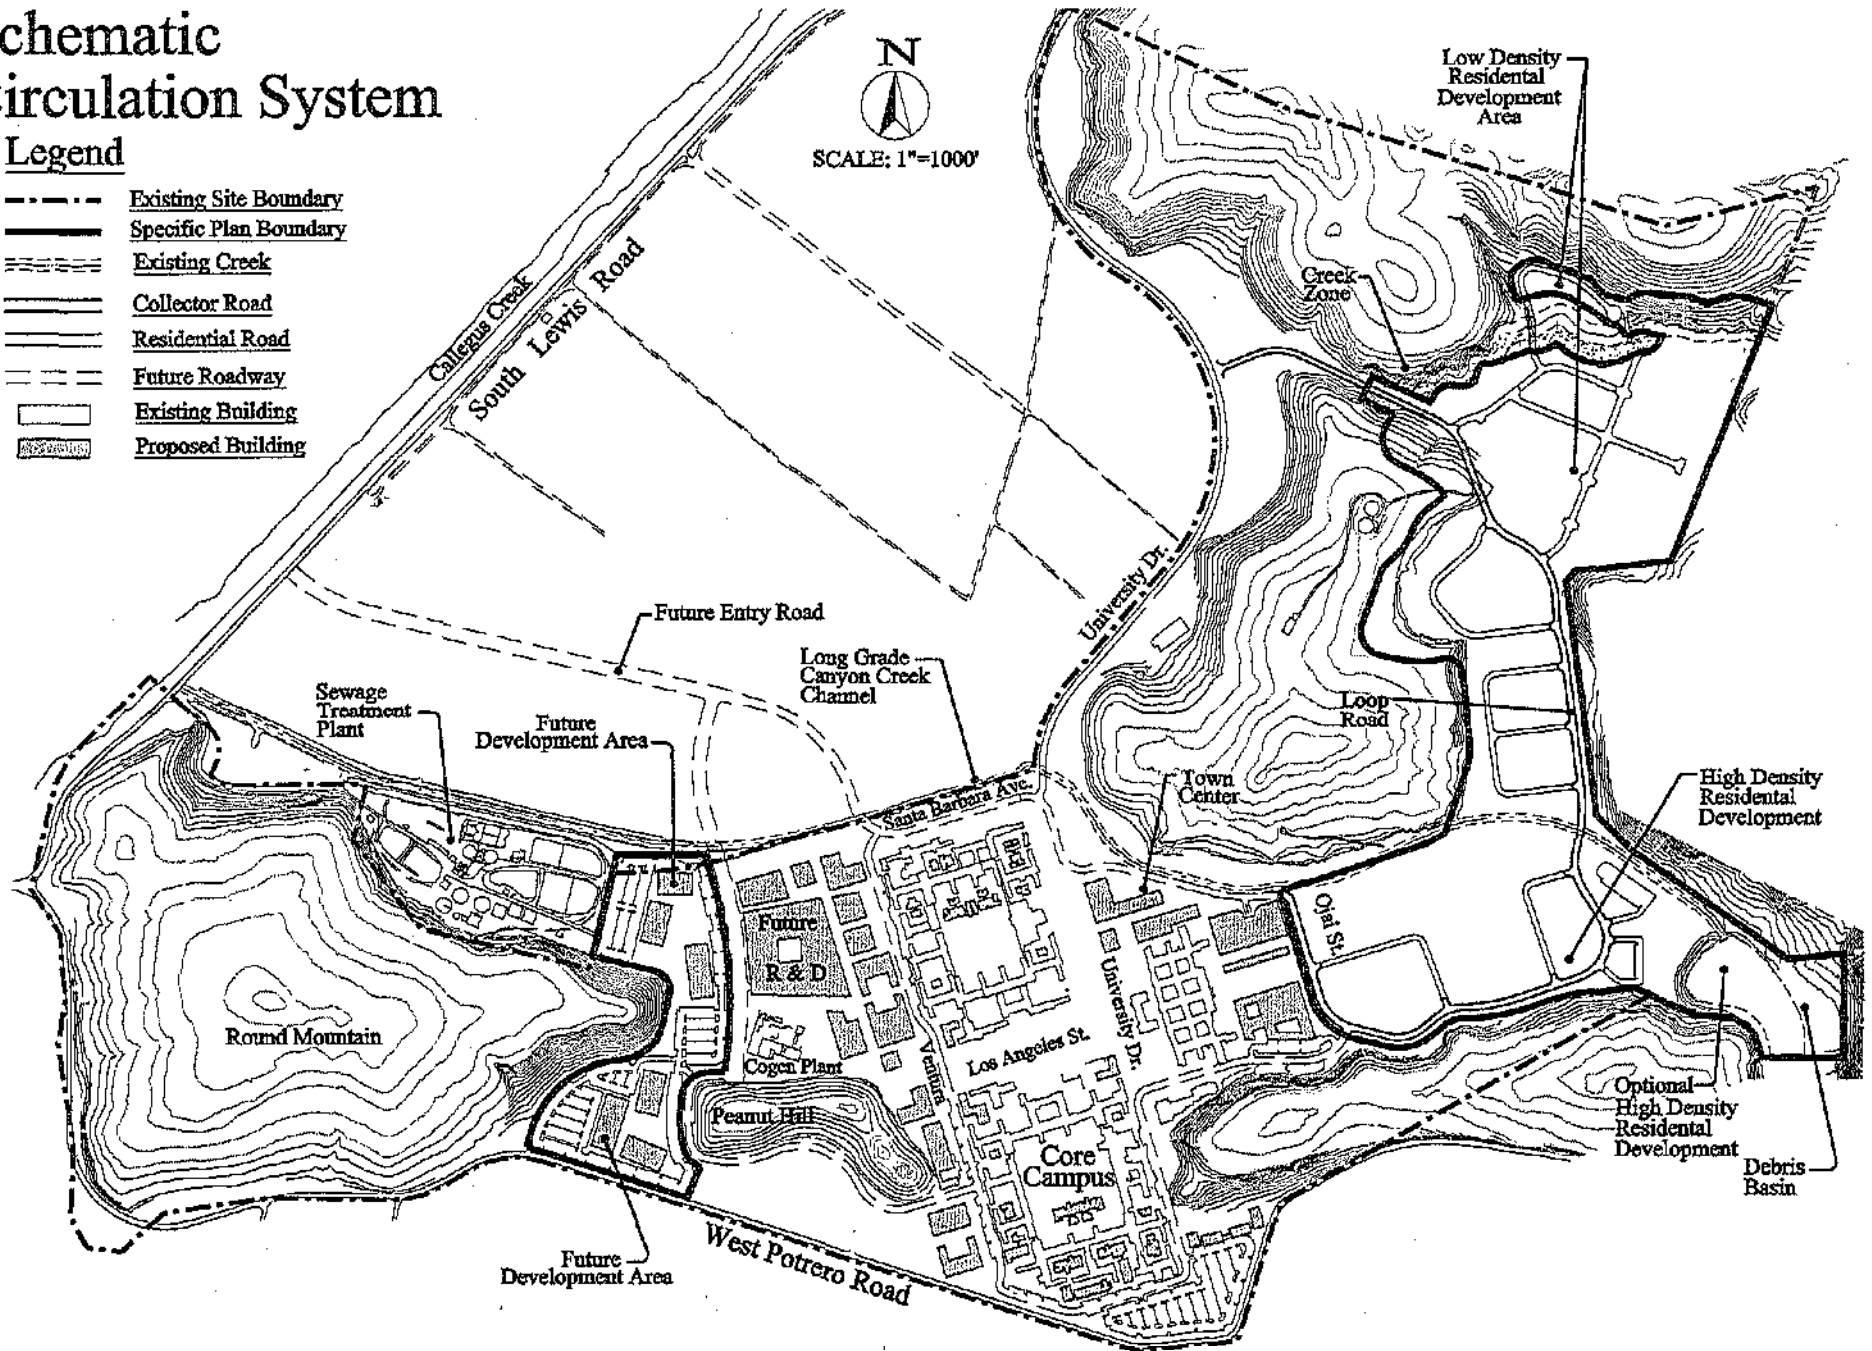 chematic
irculation System
Legend
Existing Site Boundary
Specific Plan Boundary
Existing Creek
Collector Road
Residential Road
Future Roadway
Existing Building
Proposed Building
N
SCALE: 1"=1000'
Low Density
Residental
Development
Area
Creek
Zone
Callegus Creek
South Lewis Road
University Dr.
Future Entry Road
Long Grade
Canyon Creek
Channel
Sewage
Treatment
Plant
Future
Development Area
Loop
Road
Santa Barbara Ave.
Town
Center
High Density
Residental
Development
Ojai St.
Future
R & D
University Dr.
Round Mountain
Los Angeles St.
Ventura
Cogen Plant
Peanut Hill
Optional
High Density
Residental
Development
Core
Campus
Debris
Basin
West Potrero Road
Future
Development Area